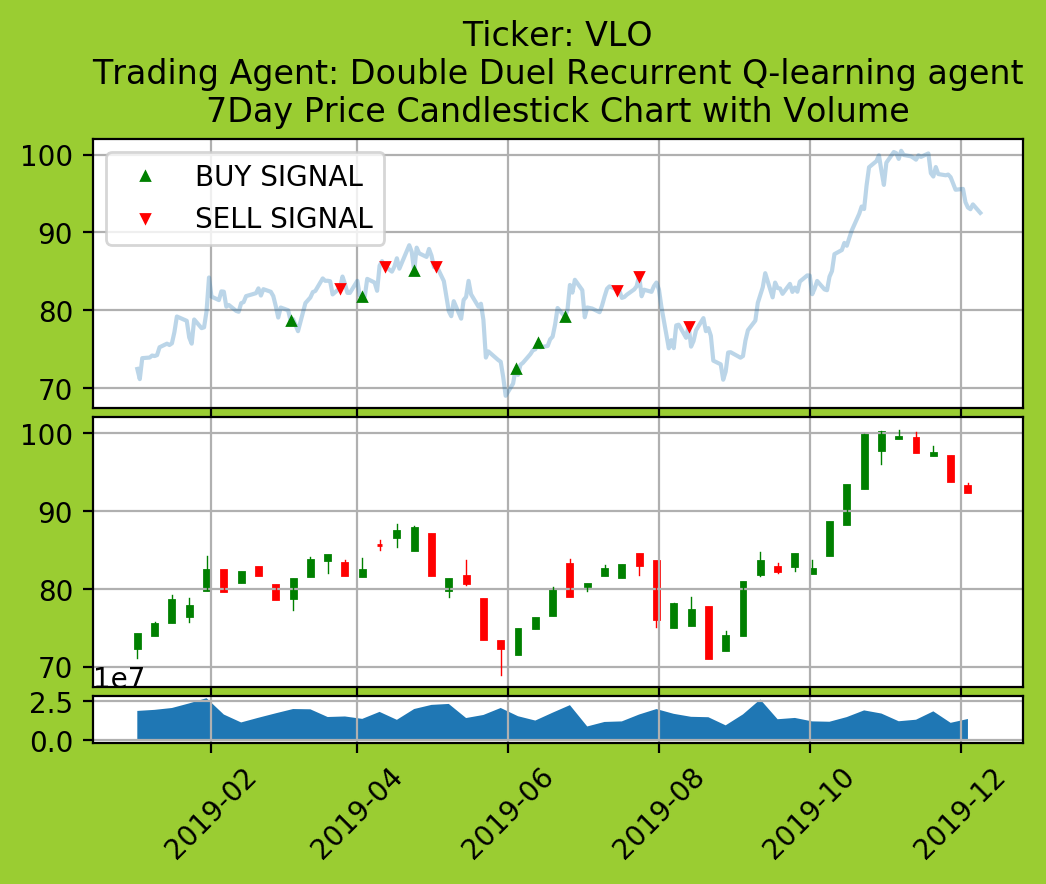 Ticker: VLO
Trading Agent: Double Duel Recurrent Q-learning agent
7Day Price Candlestick Chart with Volume
100
90
80
70
BUY SIGNAL
SELL SIGNAL
100
90
80
70
1e7
2.5
0.0
2019-02
2019-04
2019-06
2019-08
2019-10
2019-12